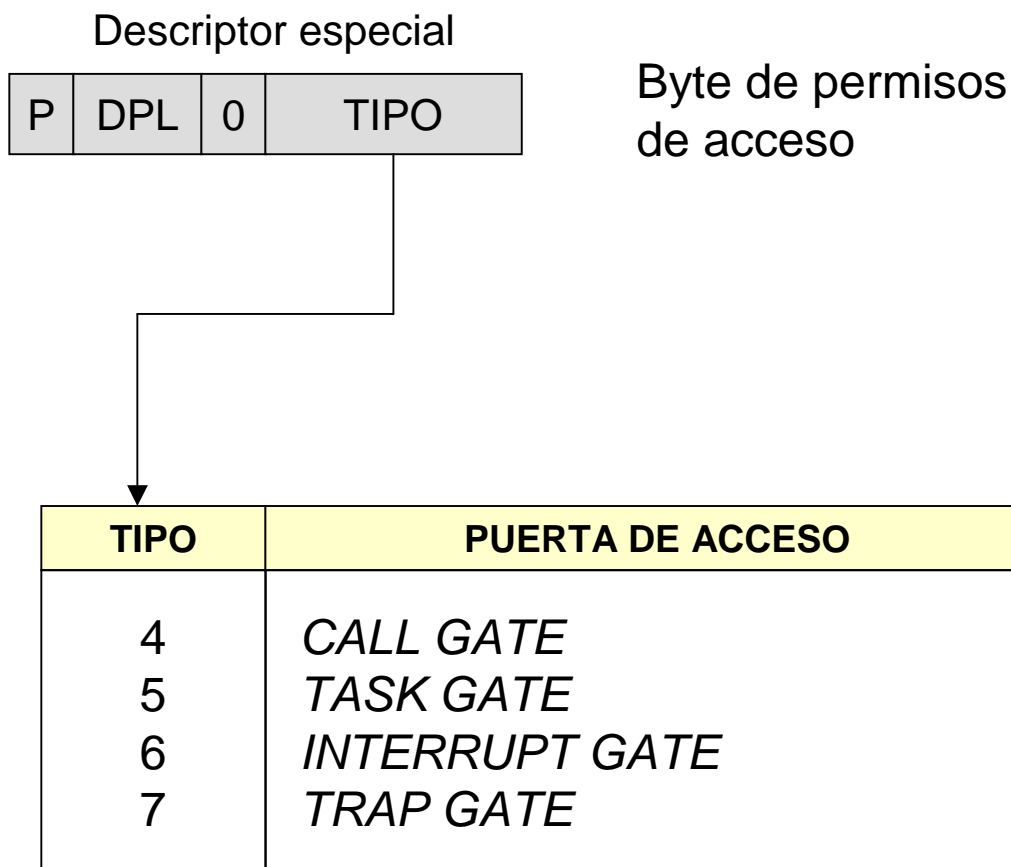 Descriptor especial
P DPL 0 TIPO
Byte de permisos
de acceso
TIPO PUERTA DE ACCESO
4 CALL GATE
5 TASK GATE
6 INTERRUPT GATE
7 TRAP GATE